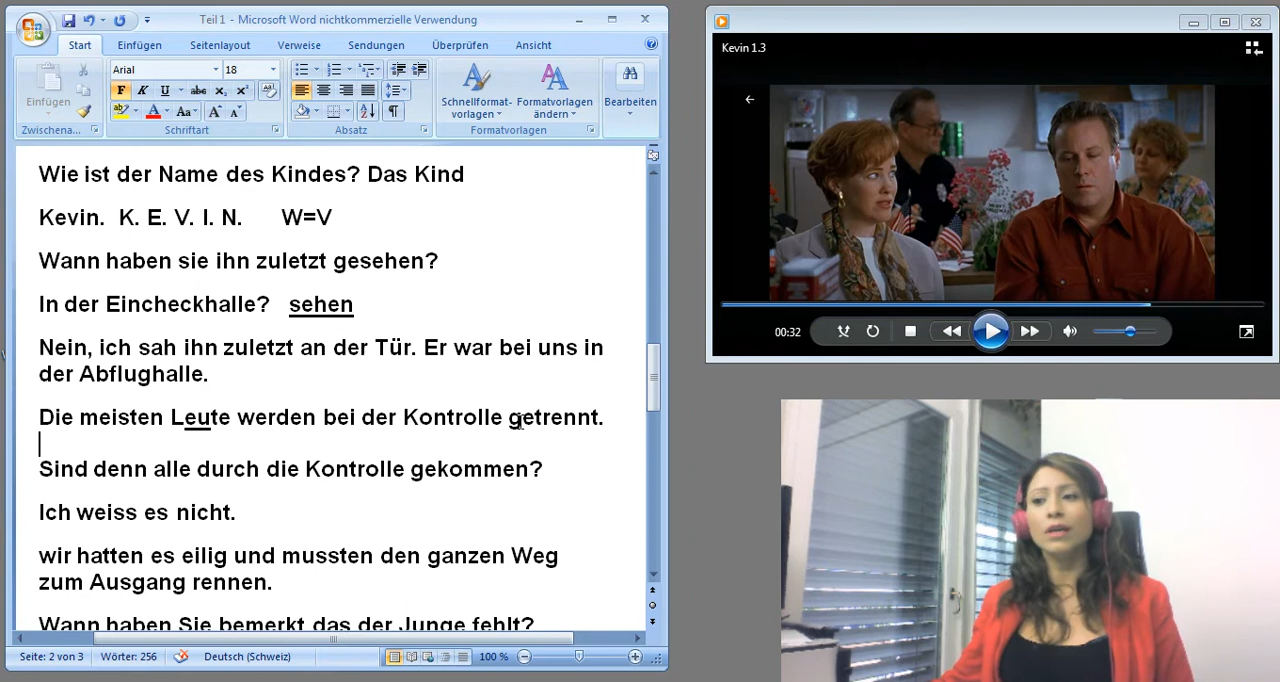 Teil 1 - Microsoft Word nichtkommerzielle Verwendung
Start Einfügen Seitenlayout Verweise Sendungen Überprüfen Ansicht
Arial 18
Einfügen
F K U abc x₂ x²
Aa A A
Schnellformat-
vorlagen
Formatvorlagen
ändern
Bearbeiten
Zwischena... Schriftart Absatz Formatvorlagen
Wie ist der Name des Kindes? Das Kind
Kevin. K. E. V. I. N. W=V
Wann haben sie ihn zuletzt gesehen?
In der Eincheckhalle? sehen
Nein, ich sah ihn zuletzt an der Tür. Er war bei uns in
der Abflughalle.
Die meisten Leute werden bei der Kontrolle getrennt.
Sind denn alle durch die Kontrolle gekommen?
Ich weiss es nicht.
wir hatten es eilig und mussten den ganzen Weg
zum Ausgang rennen.
Wann haben Sie bemerkt das der Junge fehlt?
Seite: 2 von 3 Wörter: 256 Deutsch (Schweiz) 100 %
Kevin 1.3
00:32